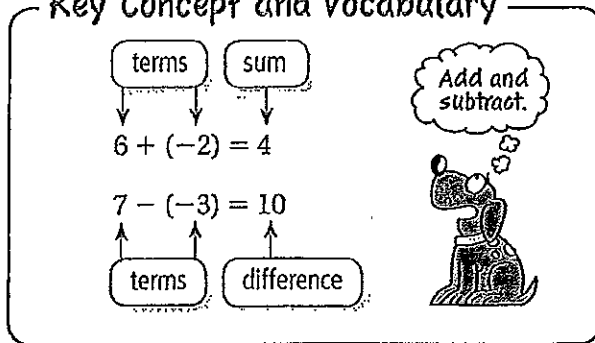 Key Concept and Vocabulary
terms sum
Add and
subtract.
6 + (−2) = 4
7 − (−3) = 10
terms difference